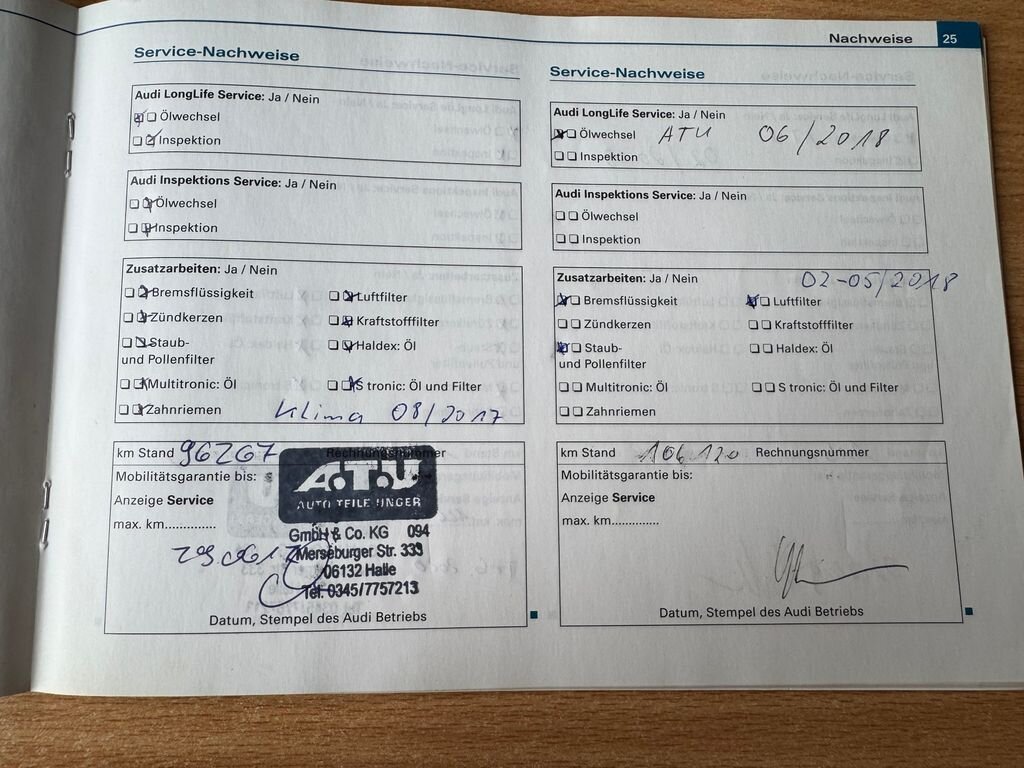 Nachweise 25
Service-Nachweise
Audi LongLife Service: Ja / Nein
Ölwechsel
Inspektion
Audi Inspektions Service: Ja / Nein
Ölwechsel
Inspektion
Zusatzarbeiten: Ja / Nein
Bremsflüssigkeit Luftfilter
Zündkerzen Kraftstofffilter
Staub- Haldex: Öl
und Pollenfilter
Multitronic: Öl S tronic: Öl und Filter
Zahnriemen Klima 08/2017
km Stand 96267 Rechnungsnummer
Mobilitätsgarantie bis:
Anzeige Service
max. km..............
A.T.U
AUTO TEILE UNGER
GmbH & Co. KG 094
Merseburger Str. 333
06132 Halle
Tel. 0345/7757213
Datum, Stempel des Audi Betriebs
Service-Nachweise
Audi LongLife Service: Ja / Nein
Ölwechsel ATU 06/2018
Inspektion
Audi Inspektions Service: Ja / Nein
Ölwechsel
Inspektion
Zusatzarbeiten: Ja / Nein 02-05/2018
Bremsflüssigkeit Luftfilter
Zündkerzen Kraftstofffilter
Staub- Haldex: Öl
und Pollenfilter
Multitronic: Öl S tronic: Öl und Filter
Zahnriemen
km Stand 106.120 Rechnungsnummer
Mobilitätsgarantie bis:
Anzeige Service
max. km..............
Datum, Stempel des Audi Betriebs